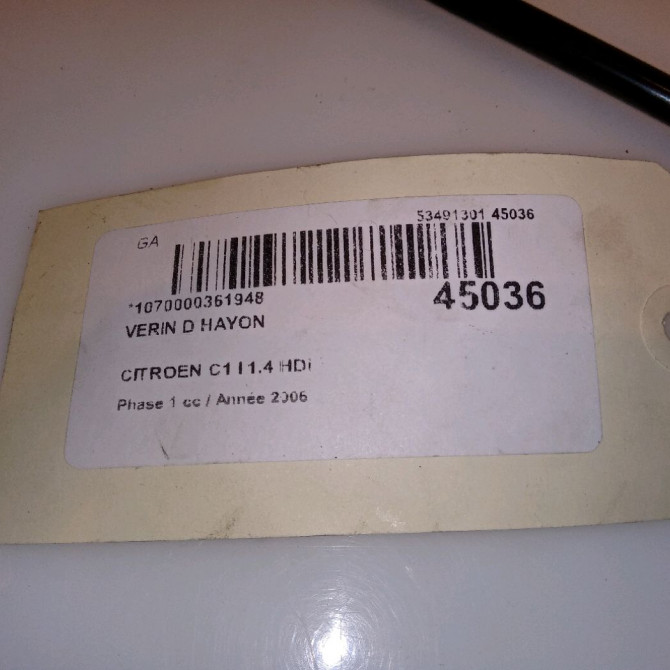 GA
53491301 45036
*1070000361948
45036
VERIN D HAYON
CITROEN C1 I 1.4 HDi
Phase 1 cc / Année 2006